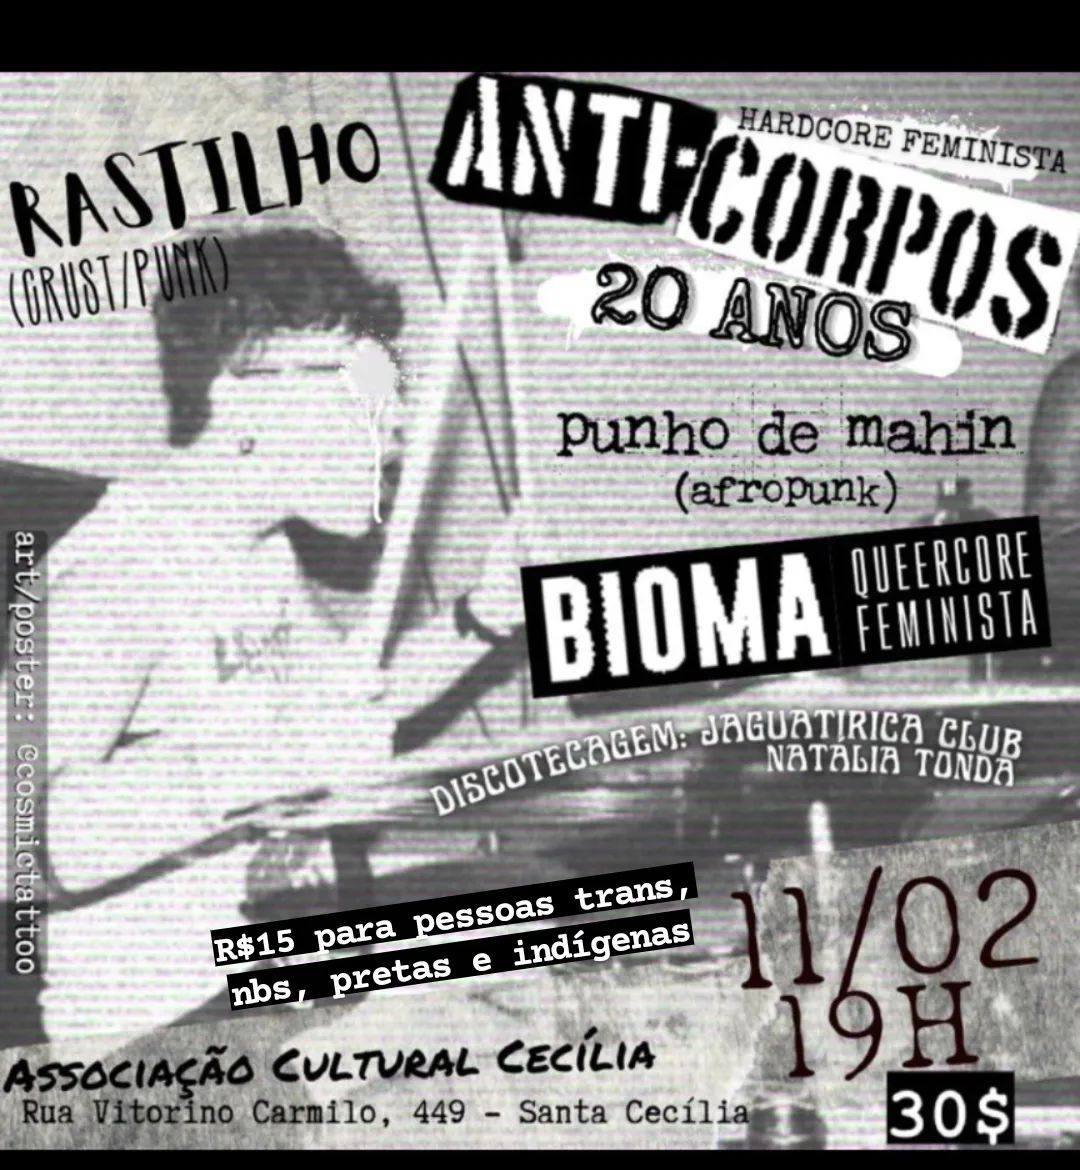 RASTILHO
(CRUST/PUNK)
HARDCORE FEMINISTA
ANTI-CORPOS
20 ANOS
punho de mahin
(afropunk)
BIOMA
QUEERCORE
FEMINISTA
DISCOTECAGEM: JAGUATIRICA CLUB
NATÁLIA TONDA
art/poster: @cosmictattoo
R$15 para pessoas trans,
nbs, pretas e indígenas
11/02
19H
30$
Associação Cultural Cecília
Rua Vitorino Carmilo, 449 - Santa Cecília